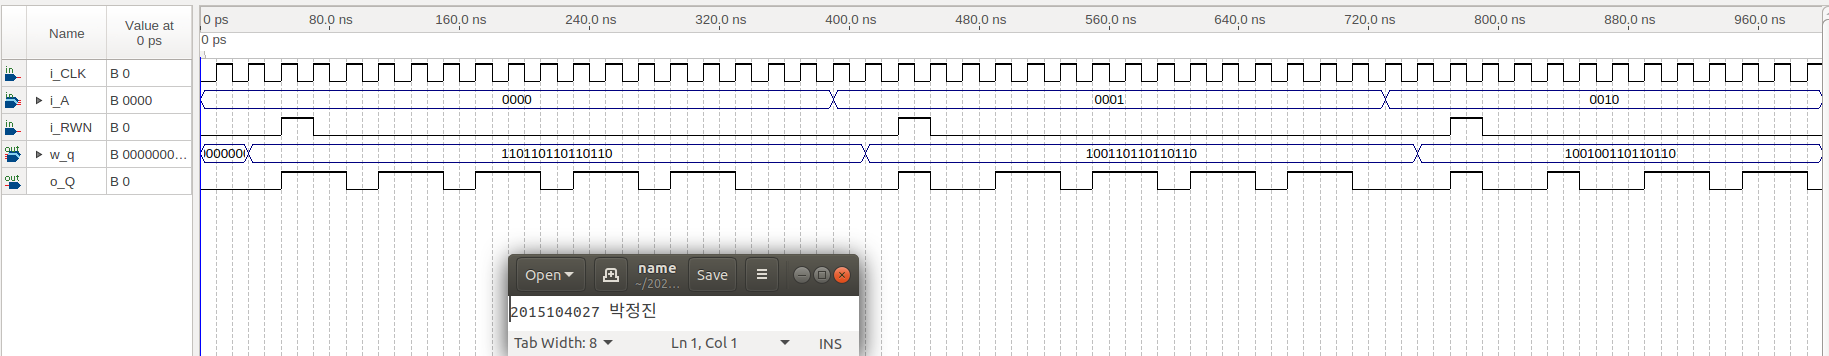 Name Value at 0 ps
0 ps 80.0 ns 160.0 ns 240.0 ns 320.0 ns 400.0 ns 480.0 ns 560.0 ns 640.0 ns 720.0 ns 800.0 ns 880.0 ns 960.0 ns
0 ps
in i_CLK B 0
in i_A B 0000 0000 0001 0010
in i_RWN B 0
out w_q B 0000000... 110110110110110 100110110110110 100100110110110
out o_Q B 0
Open name Save
~/202...
2015104027 박정진
Tab Width: 8 Ln 1, Col 1 INS